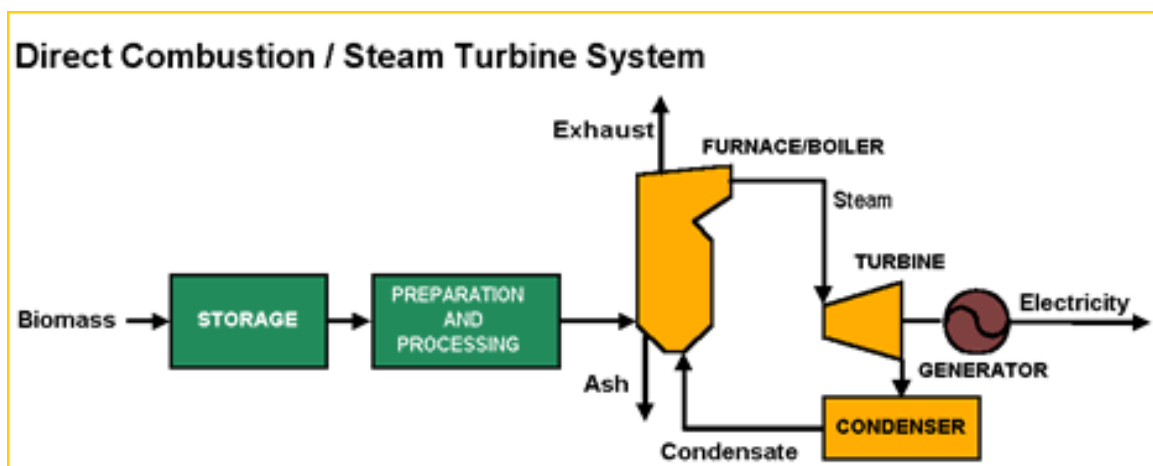 Direct Combustion / Steam Turbine System
Exhaust
FURNACE/BOILER
Steam
TURBINE
Biomass
STORAGE
PREPARATION
AND
PROCESSING
Electricity
GENERATOR
Ash
CONDENSER
Condensate